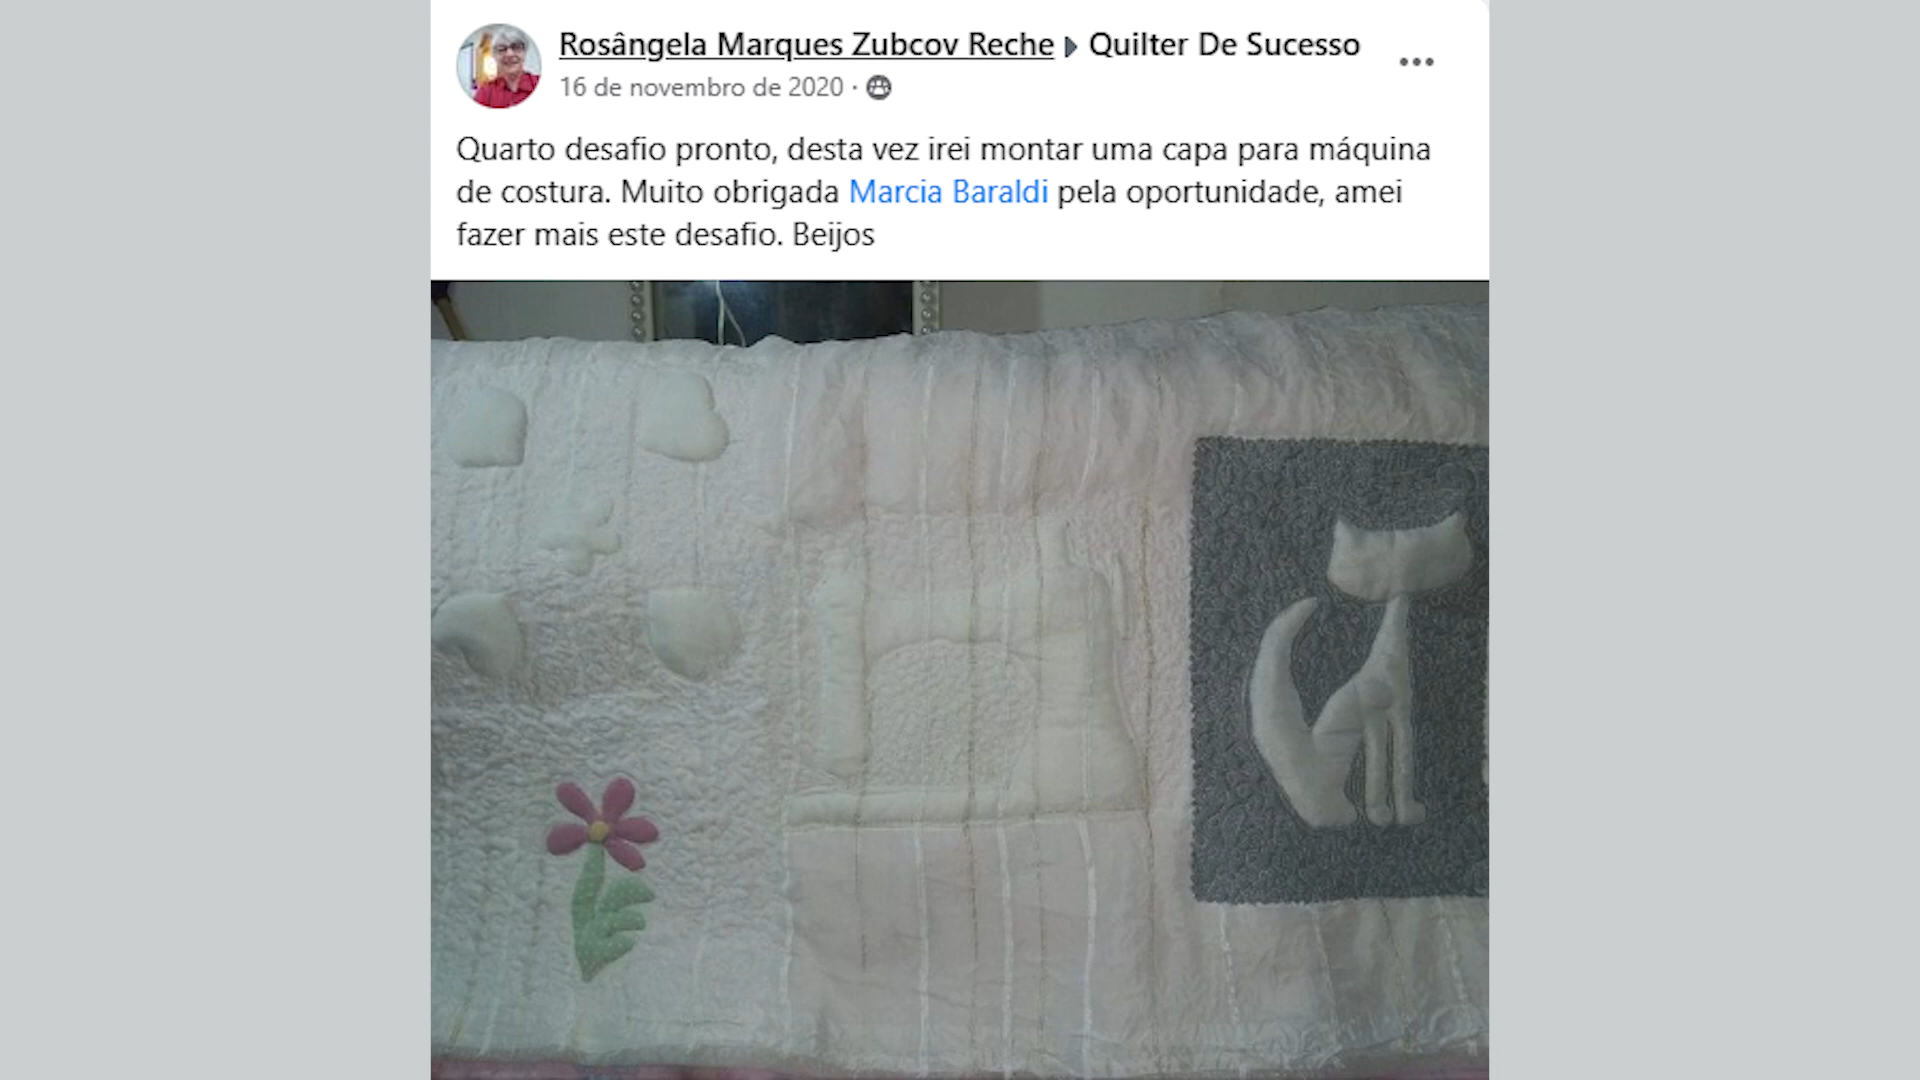 Rosângela Marques Zubcov Reche Quilter De Sucesso
16 de novembro de 2020 ·
Quarto desafio pronto, desta vez irei montar uma capa para máquina
de costura. Muito obrigada Marcia Baraldi pela oportunidade, amei
fazer mais este desafio. Beijos